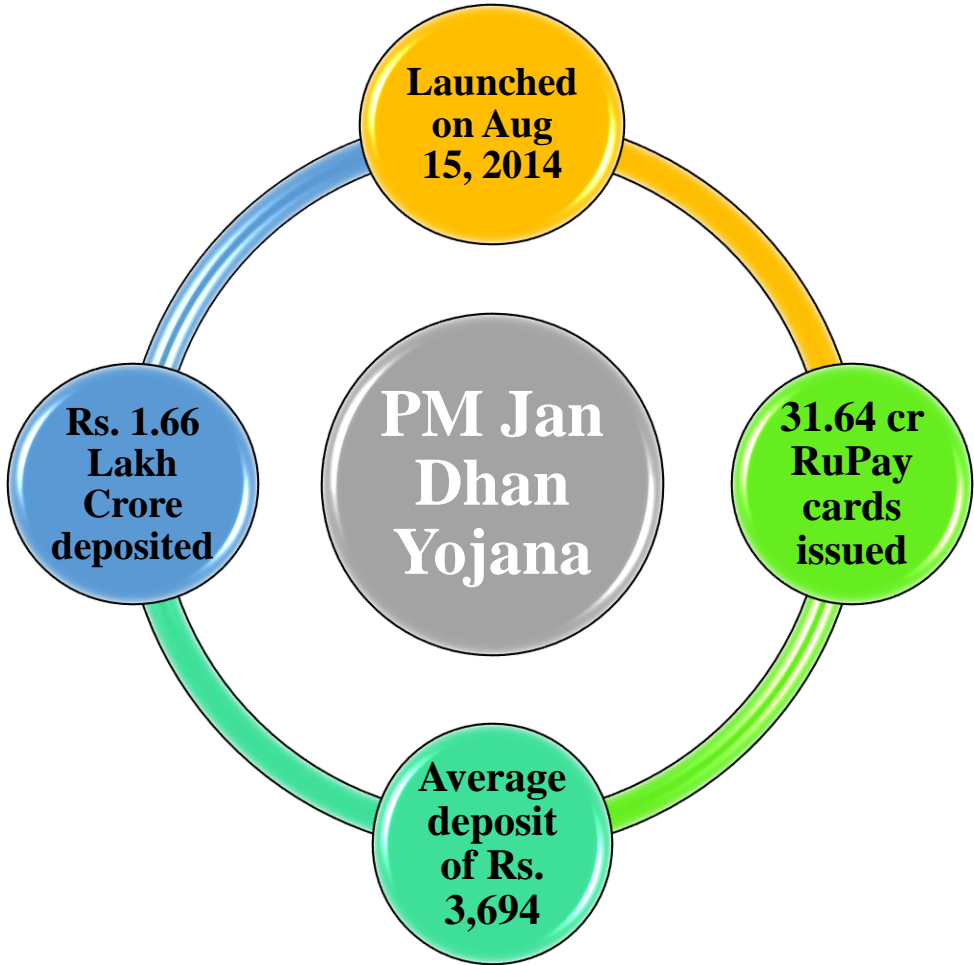 Launched
on Aug
15, 2014
Rs. 1.66
Lakh
Crore
deposited
PM Jan
Dhan
Yojana
31.64 cr
RuPay
cards
issued
Average
deposit
of Rs.
3,694